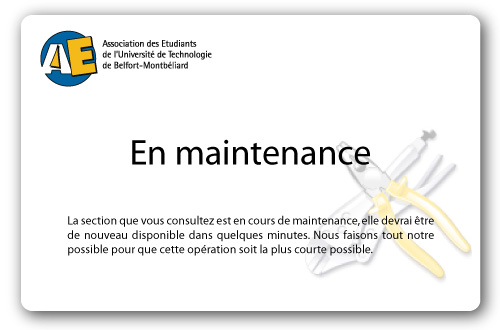 AE
Association des Etudiants
de l'Université de Technologie
de Belfort-Montbéliard
En maintenance
La section que vous consultez est en cours de maintenance, elle devrai être
de nouveau disponible dans quelques minutes. Nous faisons tout notre
possible pour que cette opération soit la plus courte possible.